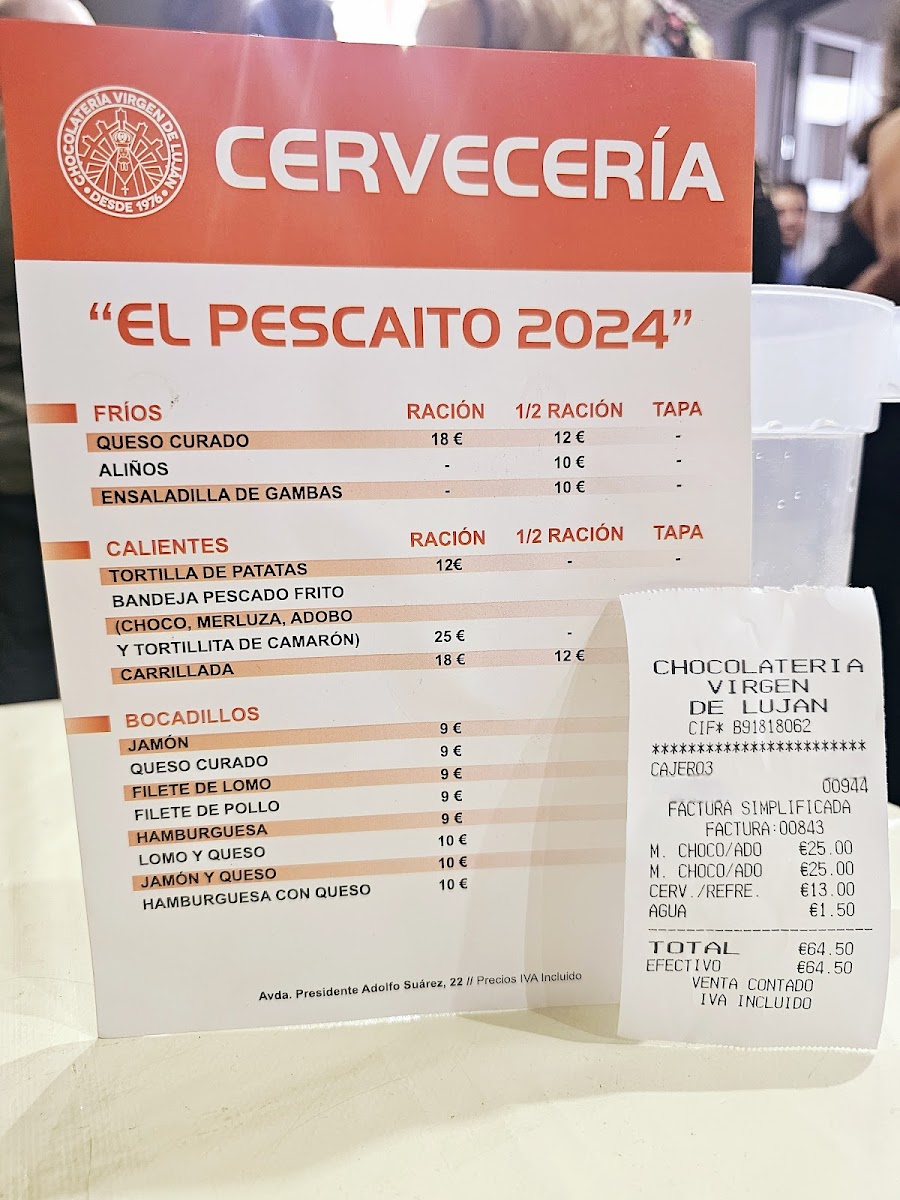 CHOCOLATERÍA VIRGEN DE LUJAN
• DESDE 1976 •
CERVECERÍA
“EL PESCAITO 2024”
FRÍOS RACIÓN 1/2 RACIÓN TAPA
QUESO CURADO 18 € 12 € -
ALIÑOS - 10 € -
ENSALADILLA DE GAMBAS - 10 € -
CALIENTES RACIÓN 1/2 RACIÓN TAPA
TORTILLA DE PATATAS 12€ - -
BANDEJA PESCADO FRITO
(CHOCO, MERLUZA, ADOBO
Y TORTILLITA DE CAMARÓN) 25 € -
CARRILLADA 18 € 12 €
BOCADILLOS
JAMÓN 9 €
QUESO CURADO 9 €
FILETE DE LOMO 9 €
FILETE DE POLLO 9 €
HAMBURGUESA 9 €
LOMO Y QUESO 10 €
JAMÓN Y QUESO 10 €
HAMBURGUESA CON QUESO 10 €
Avda. Presidente Adolfo Suárez, 22 // Precios IVA Incluido
CHOCOLATERIA
VIRGEN
DE LUJAN
CIF* B91818062
************************
CAJERO3
00944
FACTURA SIMPLIFICADA
FACTURA:00843
M. CHOCO/ADO €25.00
M. CHOCO/ADO €25.00
CERV./REFRE. €13.00
AGUA €1.50
TOTAL €64.50
EFECTIVO €64.50
VENTA CONTADO
IVA INCLUIDO